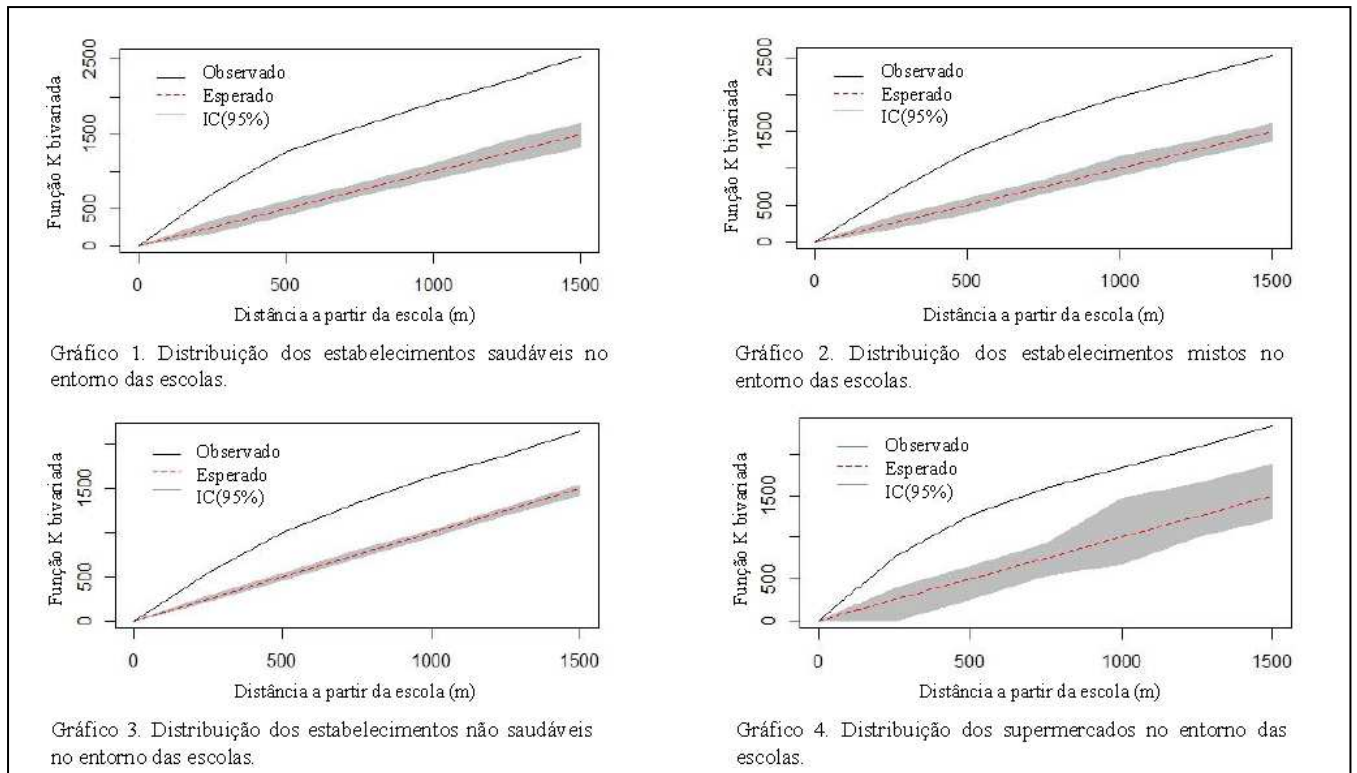 Função K bivariada
2500
1500
500
0
Observado
Esperado
IC(95%)
0 500 1000 1500
Distância a partir da escola (m)
Gráfico 1. Distribuição dos estabelecimentos saudáveis no
entorno das escolas.
Função K bivariada
2500
1500
500
0
Observado
Esperado
IC(95%)
0 500 1000 1500
Distância a partir da escola (m)
Gráfico 2. Distribuição dos estabelecimentos mistos no
entorno das escolas.
Função K bivariada
1500
500
0
Observado
Esperado
IC(95%)
0 500 1000 1500
Distância a partir da escola (m)
Gráfico 3. Distribuição dos estabelecimentos não saudáveis
no entorno das escolas.
Função K bivariada
1500
500
0
Observado
Esperado
IC(95%)
0 500 1000 1500
Distância a partir da escola (m)
Gráfico 4. Distribuição dos supermercados no entorno das
escolas.